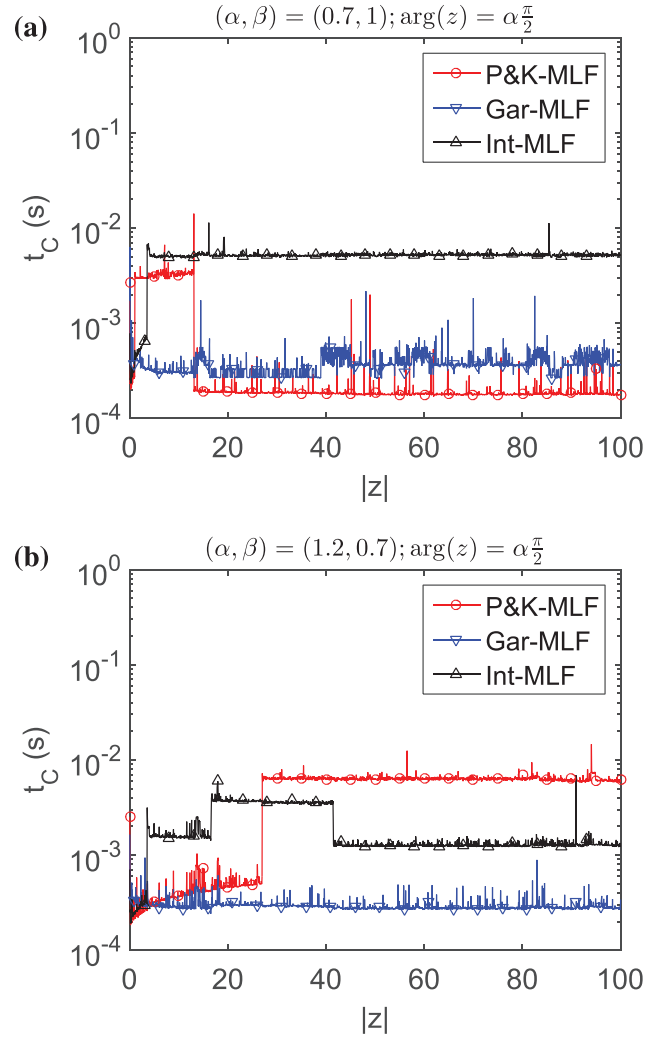 (a)
(α, β) = (0.7, 1); arg(z) = α π/2
10^0
10^-1
10^-2
10^-3
10^-4
t_C (s)
P&K-MLF
Gar-MLF
Int-MLF
0 20 40 60 80 100
|z|
(b)
(α, β) = (1.2, 0.7); arg(z) = α π/2
10^0
10^-1
10^-2
10^-3
10^-4
t_C (s)
P&K-MLF
Gar-MLF
Int-MLF
0 20 40 60 80 100
|z|